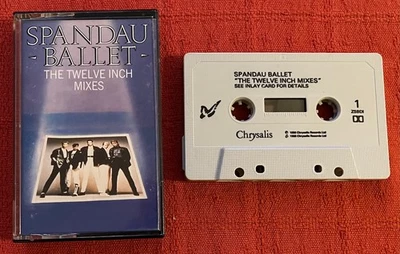 SPANDAU
- BALLET -
THE TWELVE INCH
MIXES
SPANDAU BALLET
"THE TWELVE INCH MIXES"
SEE INLAY CARD FOR DETAILS
1
Chrysalis